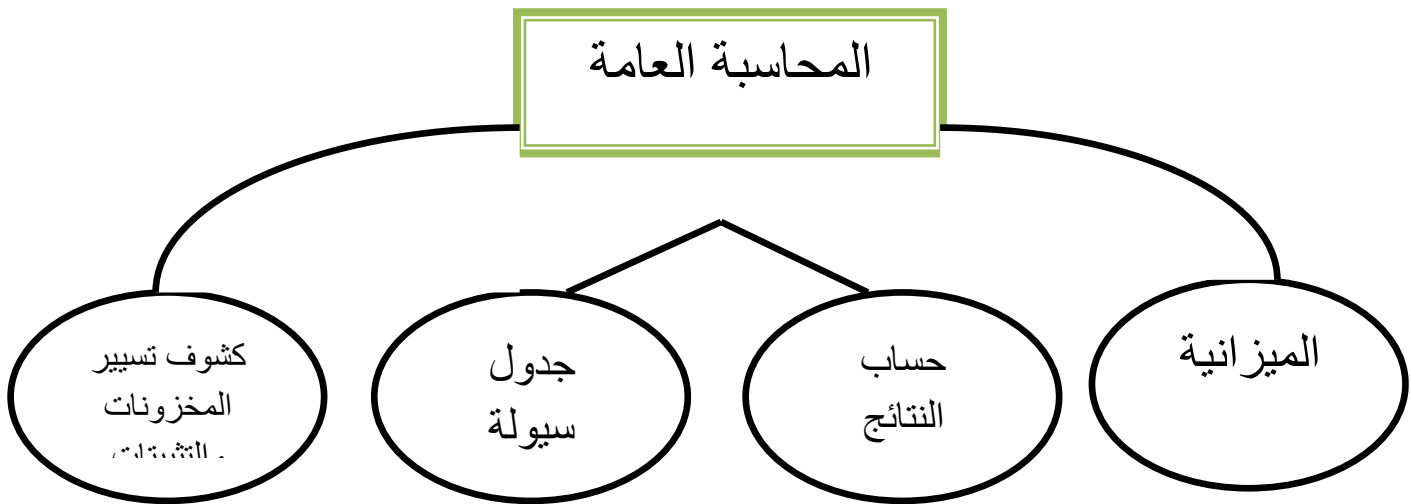 المحاسبة العامة
الميزانية
حساب
النتائج
جدول
سيولة
كشوف تسيير
المخزونات